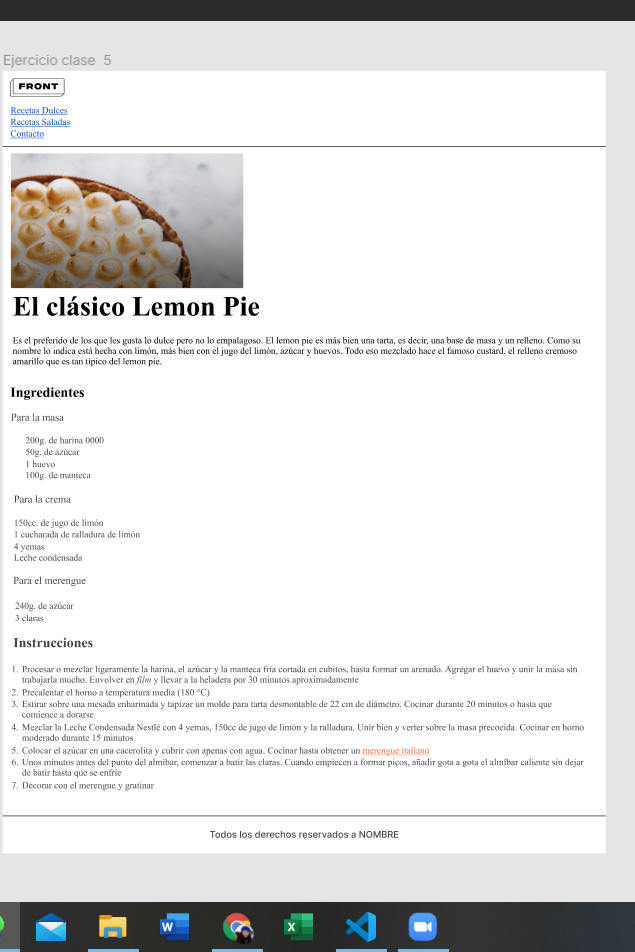 Ejercicio clase 5
FRONT
Recetas Dulces
Recetas Saladas
Contacto
El clásico Lemon Pie
Es el preferido de los que les gusta lo dulce pero no lo empalagoso. El lemon pie es más bien una tarta, es decir, una base de masa y un relleno. Como su
nombre lo indica está hecha con limón, más bien con el jugo del limón, azúcar y huevos. Todo eso mezclado hace el famoso custard, el relleno cremoso
amarillo que es tan típico del lemon pie.
Ingredientes
Para la masa
200g. de harina 0000
50g. de azúcar
1 huevo
100g. de manteca
Para la crema
150cc. de jugo de limón
1 cucharada de ralladura de limón
4 yemas
Leche condensada
Para el merengue
240g. de azúcar
3 claras
Instrucciones
1. Procesar o mezclar ligeramente la harina, el azúcar y la manteca fría cortada en cubitos, hasta formar un arenado. Agregar el huevo y unir la masa sin
trabajarla mucho. Envolver en film y llevar a la heladera por 30 minutos aproximadamente
2. Precalentar el horno a temperatura media (180 °C)
3. Estirar sobre una mesada enharinada y tapizar un molde para tarta desmontable de 22 cm de diámetro. Cocinar durante 20 minutos o hasta que
comience a dorarse
4. Mezclar la Leche Condensada Nestlé con 4 yemas, 150cc de jugo de limón y la ralladura. Unir bien y verter sobre la masa precocida. Cocinar en horno
moderado durante 15 minutos
5. Colocar el azúcar en una cacerolita y cubrir con apenas con agua. Cocinar hasta obtener un merengue italiano
6. Unos minutos antes del punto del almíbar, comenzar a batir las claras. Cuando empiecen a formar picos, añadir gota a gota el almíbar caliente sin dejar
de batir hasta que se enfríe
7. Decorar con el merengue y gratinar
Todos los derechos reservados a NOMBRE